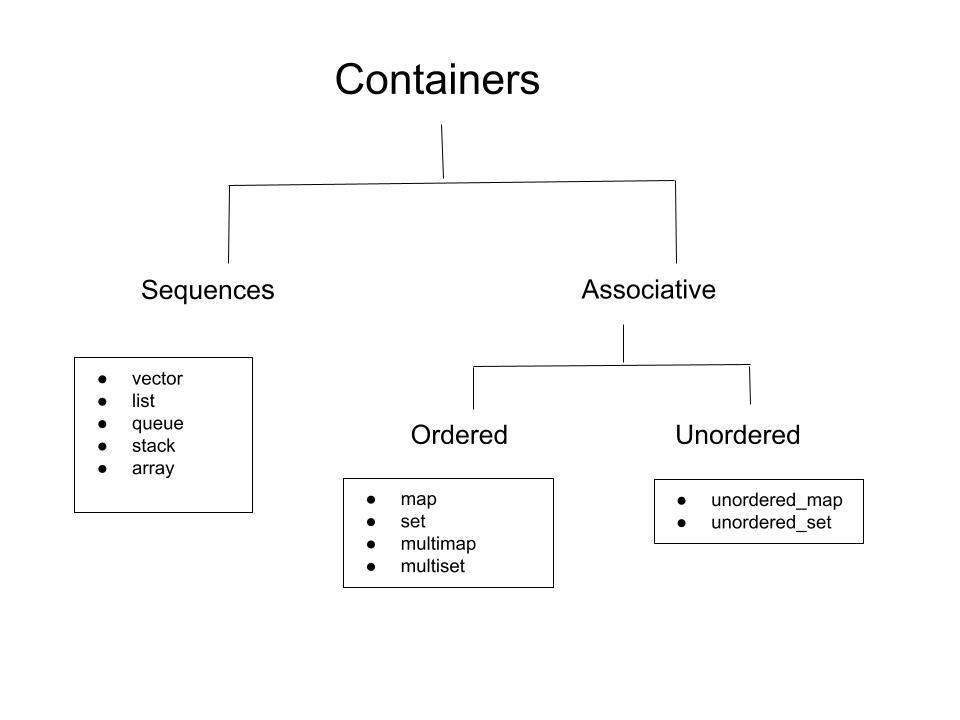 Containers
Sequences
Associative
● vector
● list
● queue
● stack
● array
Ordered
Unordered
● map
● set
● multimap
● multiset
● unordered_map
● unordered_set